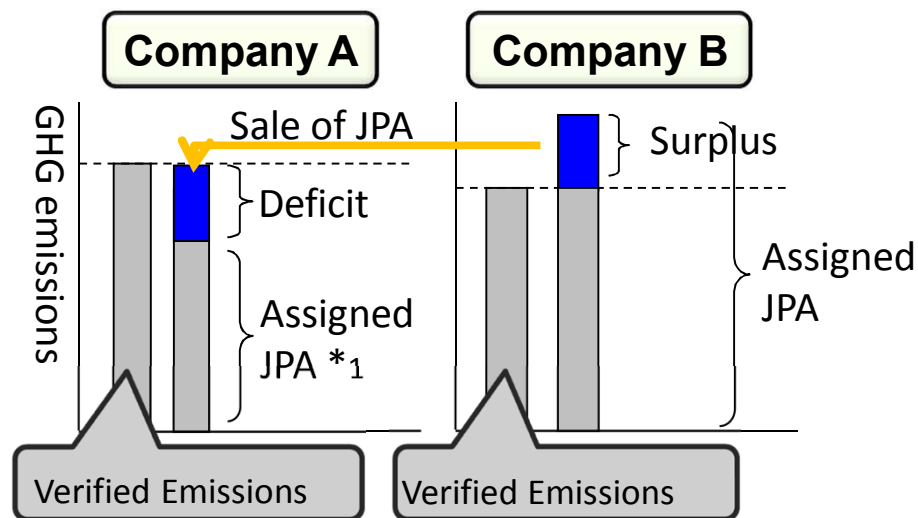 Company A
Company B
GHG emissions
Sale of JPA
Surplus
Deficit
Assigned
JPA
Assigned
JPA *1
Verified Emissions
Verified Emissions